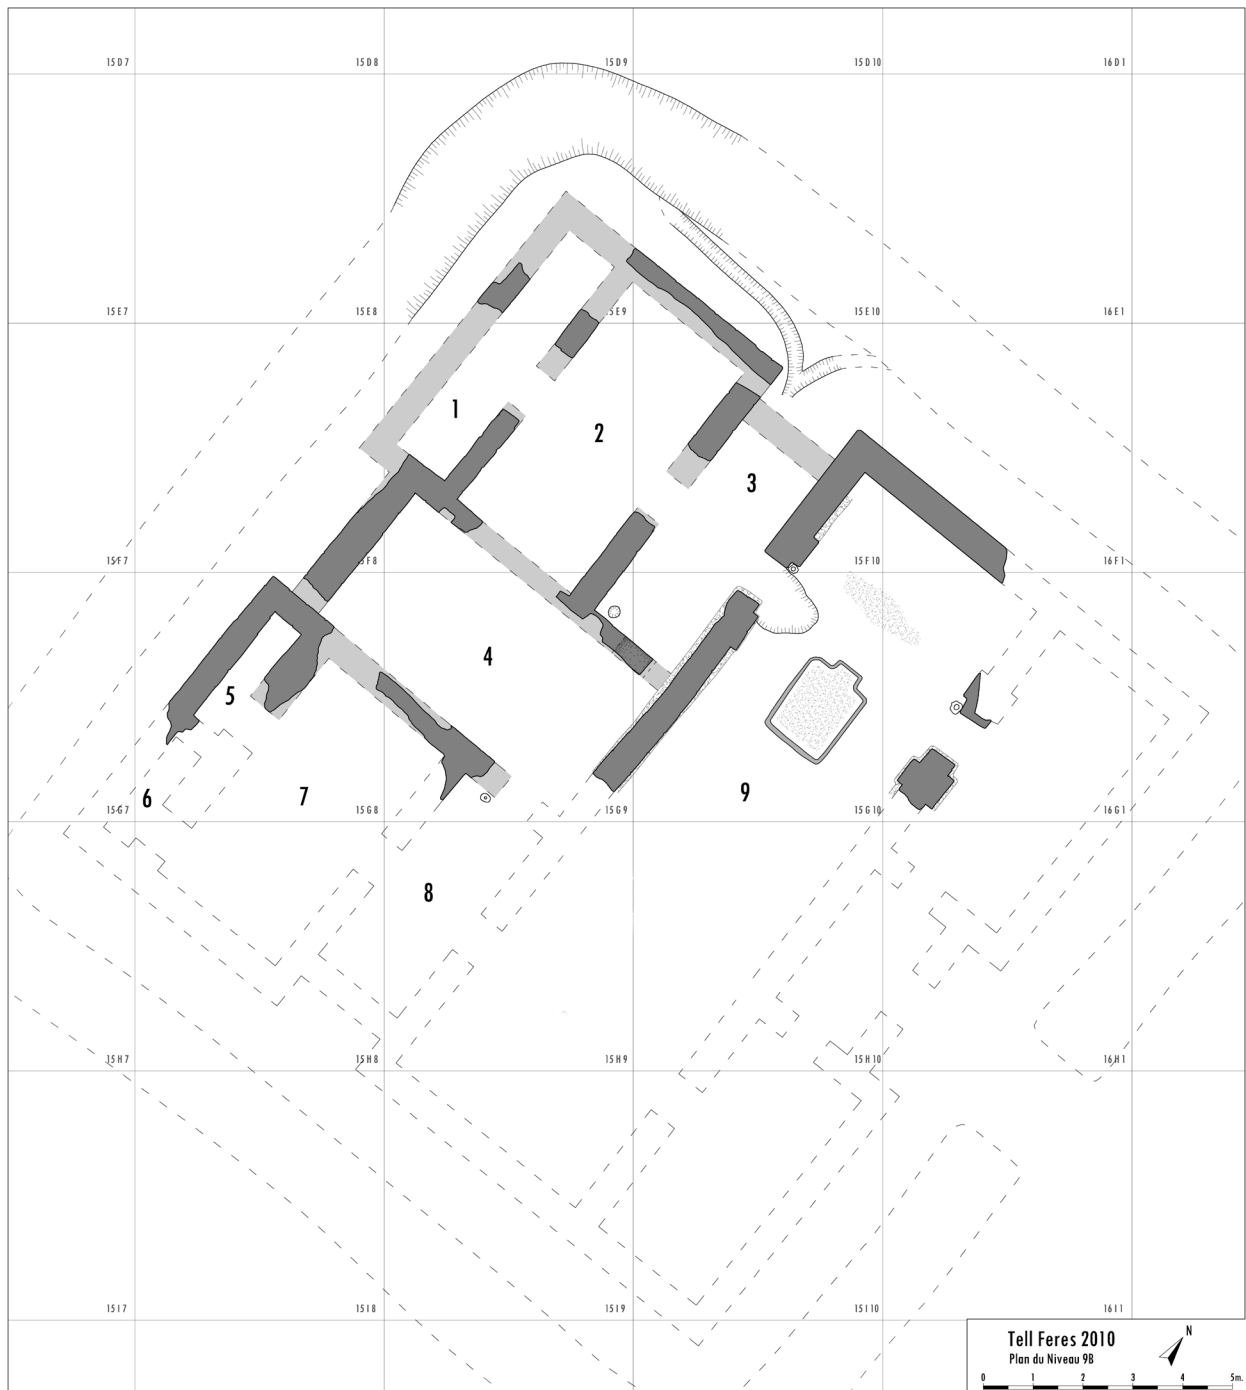 15D7 15D8 15D9 15D10 16D1
15E7 15E8 15E9 15E10 16E1
1
2
3
15F7 15F8 15F10 16F1
4
5
6
7
9
15G7 15G8 15G9 15G10 16G1
8
15H7 15H8 15H9 15H10 16H1
15I7 15I8 15I9 15I10 16I1
Tell Feres 2010
Plan du Niveau 9B
N
0 1 2 3 4 5m.